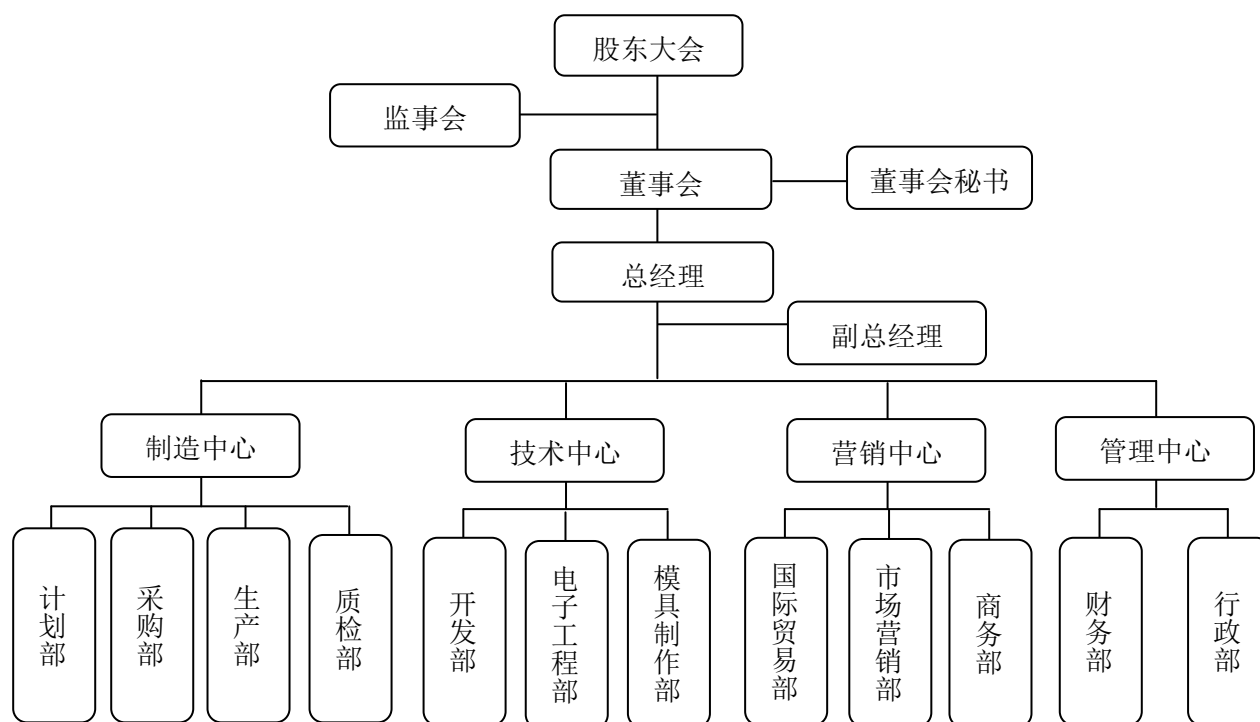 股东大会
监事会
董事会
董事会秘书
总经理
副总经理
制造中心
技术中心
营销中心
管理中心
计划部
采购部
生产部
质检部
开发部
电子工程部
模具制作部
国际贸易部
市场营销部
商务部
财务部
行政部